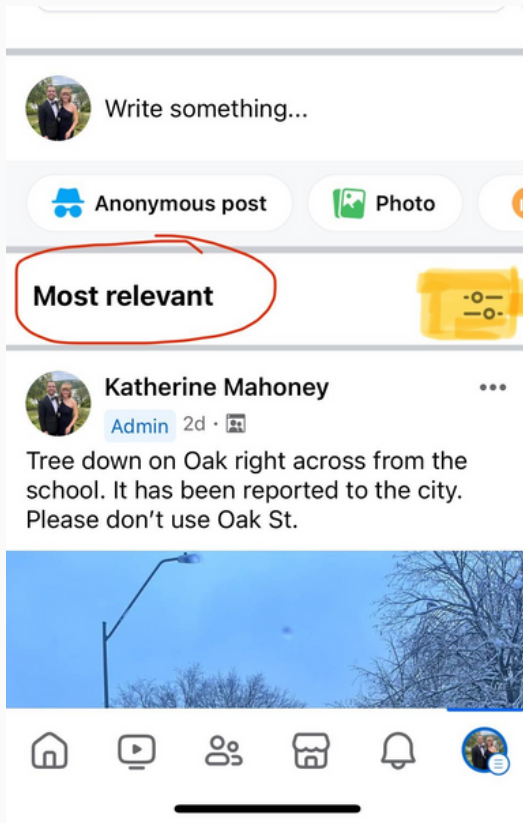 Write something...
Anonymous post
Photo
Most relevant
Katherine Mahoney
Admin 2d ·
Tree down on Oak right across from the
school. It has been reported to the city.
Please don’t use Oak St.